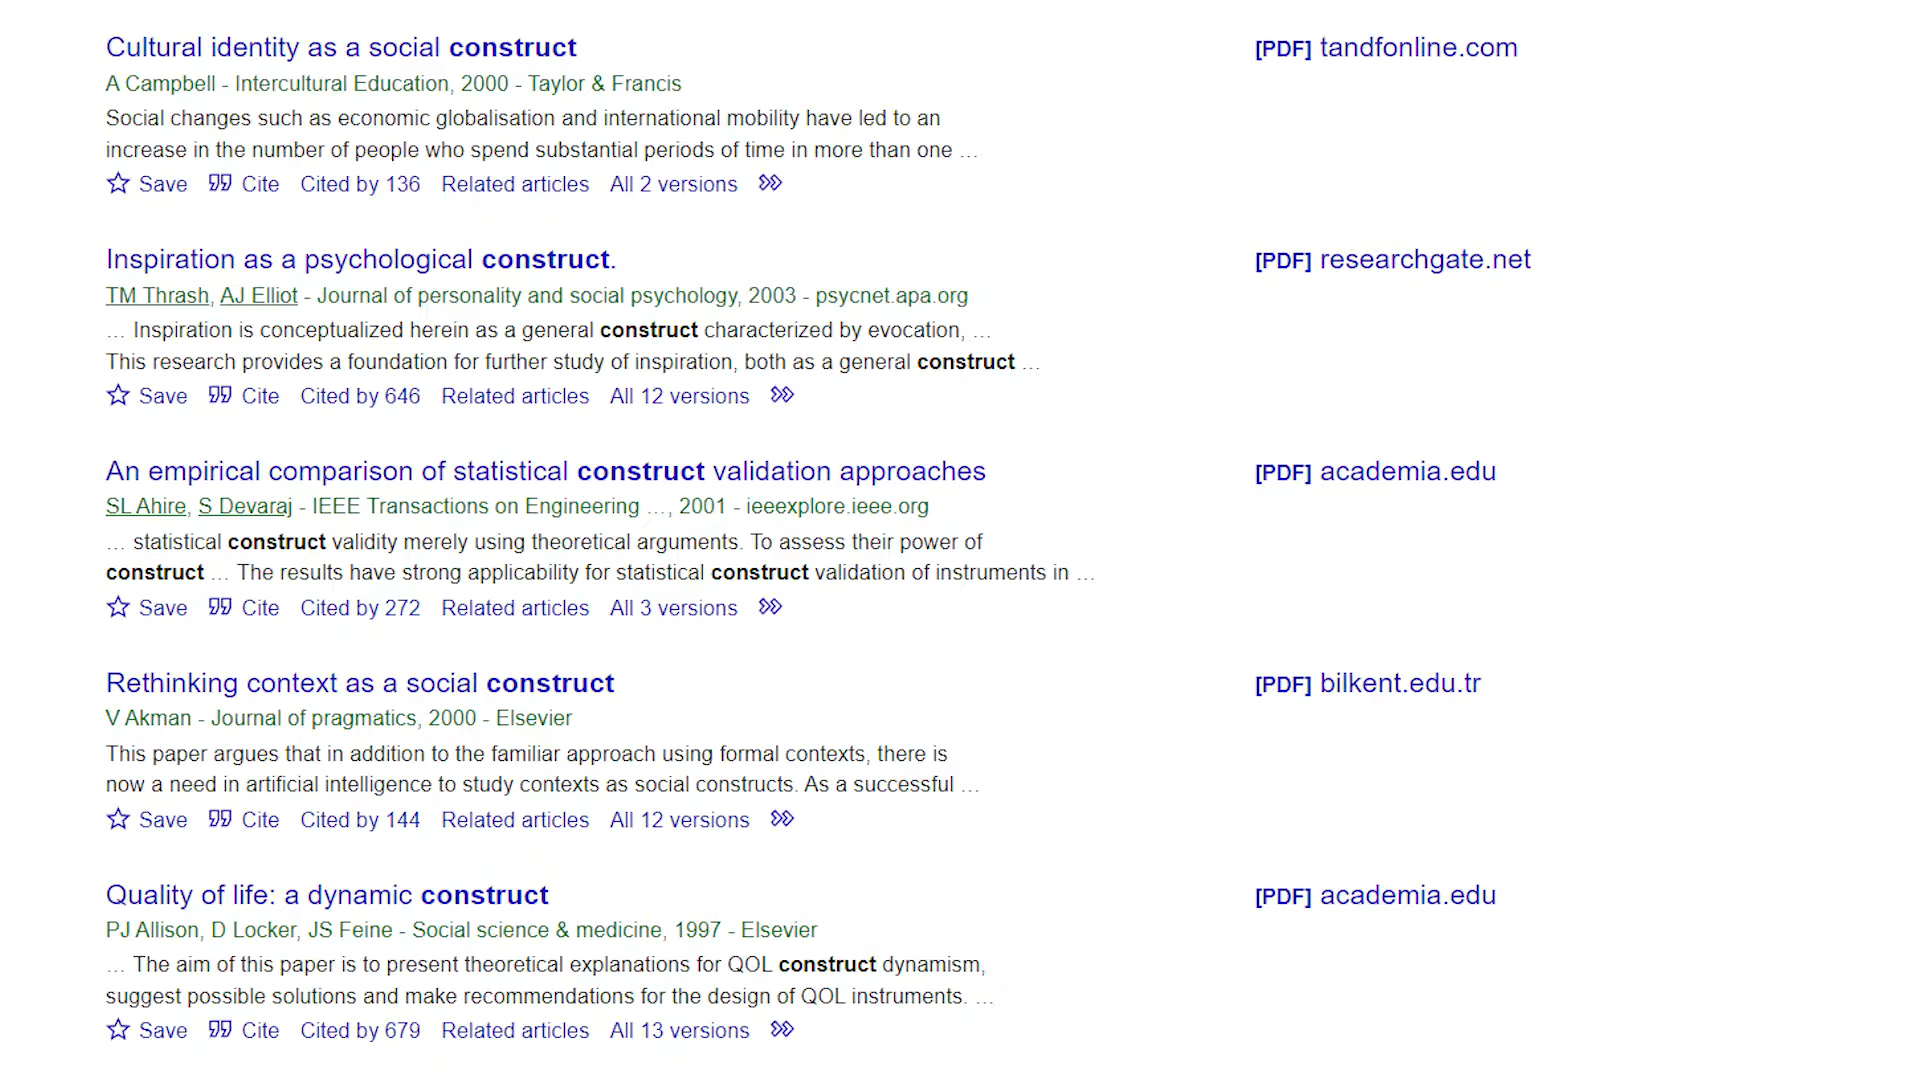 Cultural identity as a social construct
[PDF] tandfonline.com
A Campbell - Intercultural Education, 2000 - Taylor & Francis
Social changes such as economic globalisation and international mobility have led to an
increase in the number of people who spend substantial periods of time in more than one …
Save Cite Cited by 136 Related articles All 2 versions
Inspiration as a psychological construct.
[PDF] researchgate.net
TM Thrash, AJ Elliot - Journal of personality and social psychology, 2003 - psycnet.apa.org
… Inspiration is conceptualized herein as a general construct characterized by evocation, …
This research provides a foundation for further study of inspiration, both as a general construct …
Save Cite Cited by 646 Related articles All 12 versions
An empirical comparison of statistical construct validation approaches
[PDF] academia.edu
SL Ahire, S Devaraj - IEEE Transactions on Engineering …, 2001 - ieeexplore.ieee.org
… statistical construct validity merely using theoretical arguments. To assess their power of
construct … The results have strong applicability for statistical construct validation of instruments in …
Save Cite Cited by 272 Related articles All 3 versions
Rethinking context as a social construct
[PDF] bilkent.edu.tr
V Akman - Journal of pragmatics, 2000 - Elsevier
This paper argues that in addition to the familiar approach using formal contexts, there is
now a need in artificial intelligence to study contexts as social constructs. As a successful …
Save Cite Cited by 144 Related articles All 12 versions
Quality of life: a dynamic construct
[PDF] academia.edu
PJ Allison, D Locker, JS Feine - Social science & medicine, 1997 - Elsevier
… The aim of this paper is to present theoretical explanations for QOL construct dynamism,
suggest possible solutions and make recommendations for the design of QOL instruments. …
Save Cite Cited by 679 Related articles All 13 versions